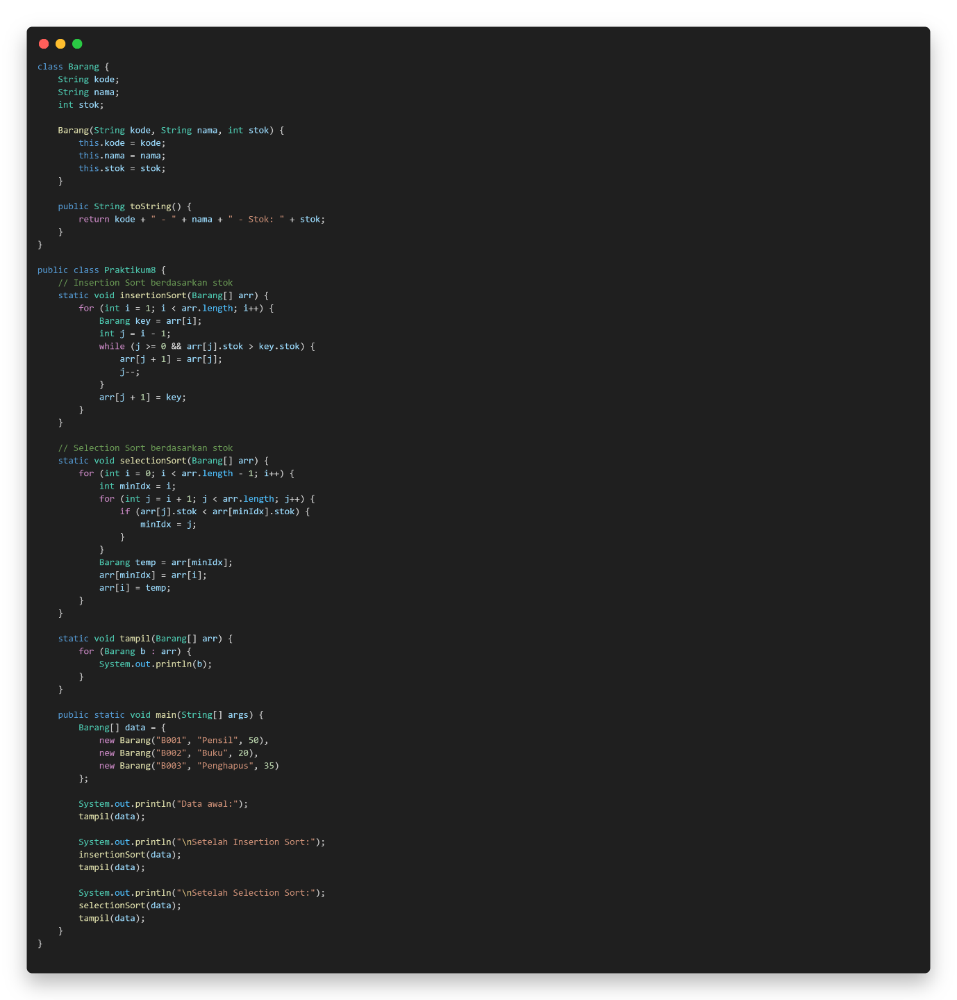 class Barang {
    String kode;
    String nama;
    int stok;

    Barang(String kode, String nama, int stok) {
        this.kode = kode;
        this.nama = nama;
        this.stok = stok;
    }

    public String toString() {
        return kode + " - " + nama + " - Stok: " + stok;
    }
}

public class Praktikum8 {
    // Insertion Sort berdasarkan stok
    static void insertionSort(Barang[] arr) {
        for (int i = 1; i < arr.length; i++) {
            Barang key = arr[i];
            int j = i - 1;
            while (j >= 0 && arr[j].stok > key.stok) {
                arr[j + 1] = arr[j];
                j--;
            }
            arr[j + 1] = key;
        }
    }

    // Selection Sort berdasarkan stok
    static void selectionSort(Barang[] arr) {
        for (int i = 0; i < arr.length - 1; i++) {
            int minIdx = i;
            for (int j = i + 1; j < arr.length; j++) {
                if (arr[j].stok < arr[minIdx].stok) {
                    minIdx = j;
                }
            }
            Barang temp = arr[minIdx];
            arr[minIdx] = arr[i];
            arr[i] = temp;
        }
    }

    static void tampil(Barang[] arr) {
        for (Barang b : arr) {
            System.out.println(b);
        }
    }

    public static void main(String[] args) {
        Barang[] data = {
            new Barang("B001", "Pensil", 50),
            new Barang("B002", "Buku", 20),
            new Barang("B003", "Penghapus", 35)
        };

        System.out.println("Data awal:");
        tampil(data);

        System.out.println("\nSetelah Insertion Sort:");
        insertionSort(data);
        tampil(data);

        System.out.println("\nSetelah Selection Sort:");
        selectionSort(data);
        tampil(data);
    }
}